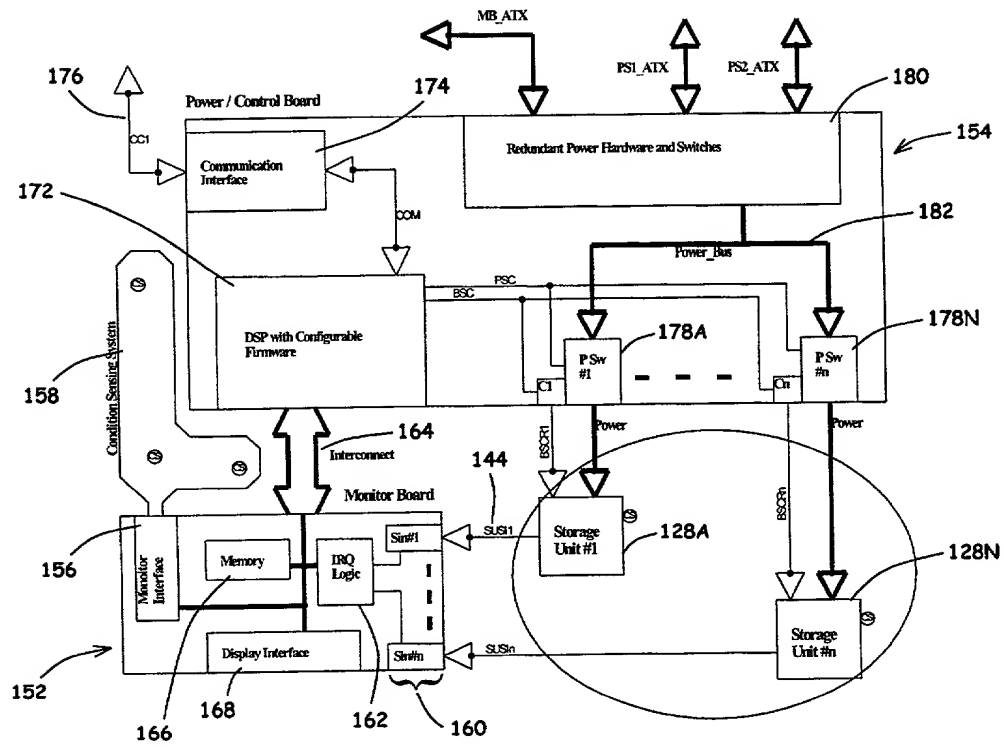 MB_ATX
PS1_ATX
PS2_ATX
176
174
180
Power / Control Board
154
CC1
Communication
Interface
Redundant Power Hardware and Switches
172
COM
182
Power_Bus
PSC
BSC
DSP with Configurable
Firmware
178A
178N
P Sw
#1
P Sw
#n
C1
Cn
158
Condition Sensing System
164
Interconnect
BSCR1
Power
Power
Monitor Board
144
BSCRn
156
Monitor
Interface
Memory
IRQ
Logic
Sin#1
SUSI1
Storage
Unit #1
128A
128N
Display Interface
Sin#n
SUSIn
Storage
Unit #n
152
166
168
162
160